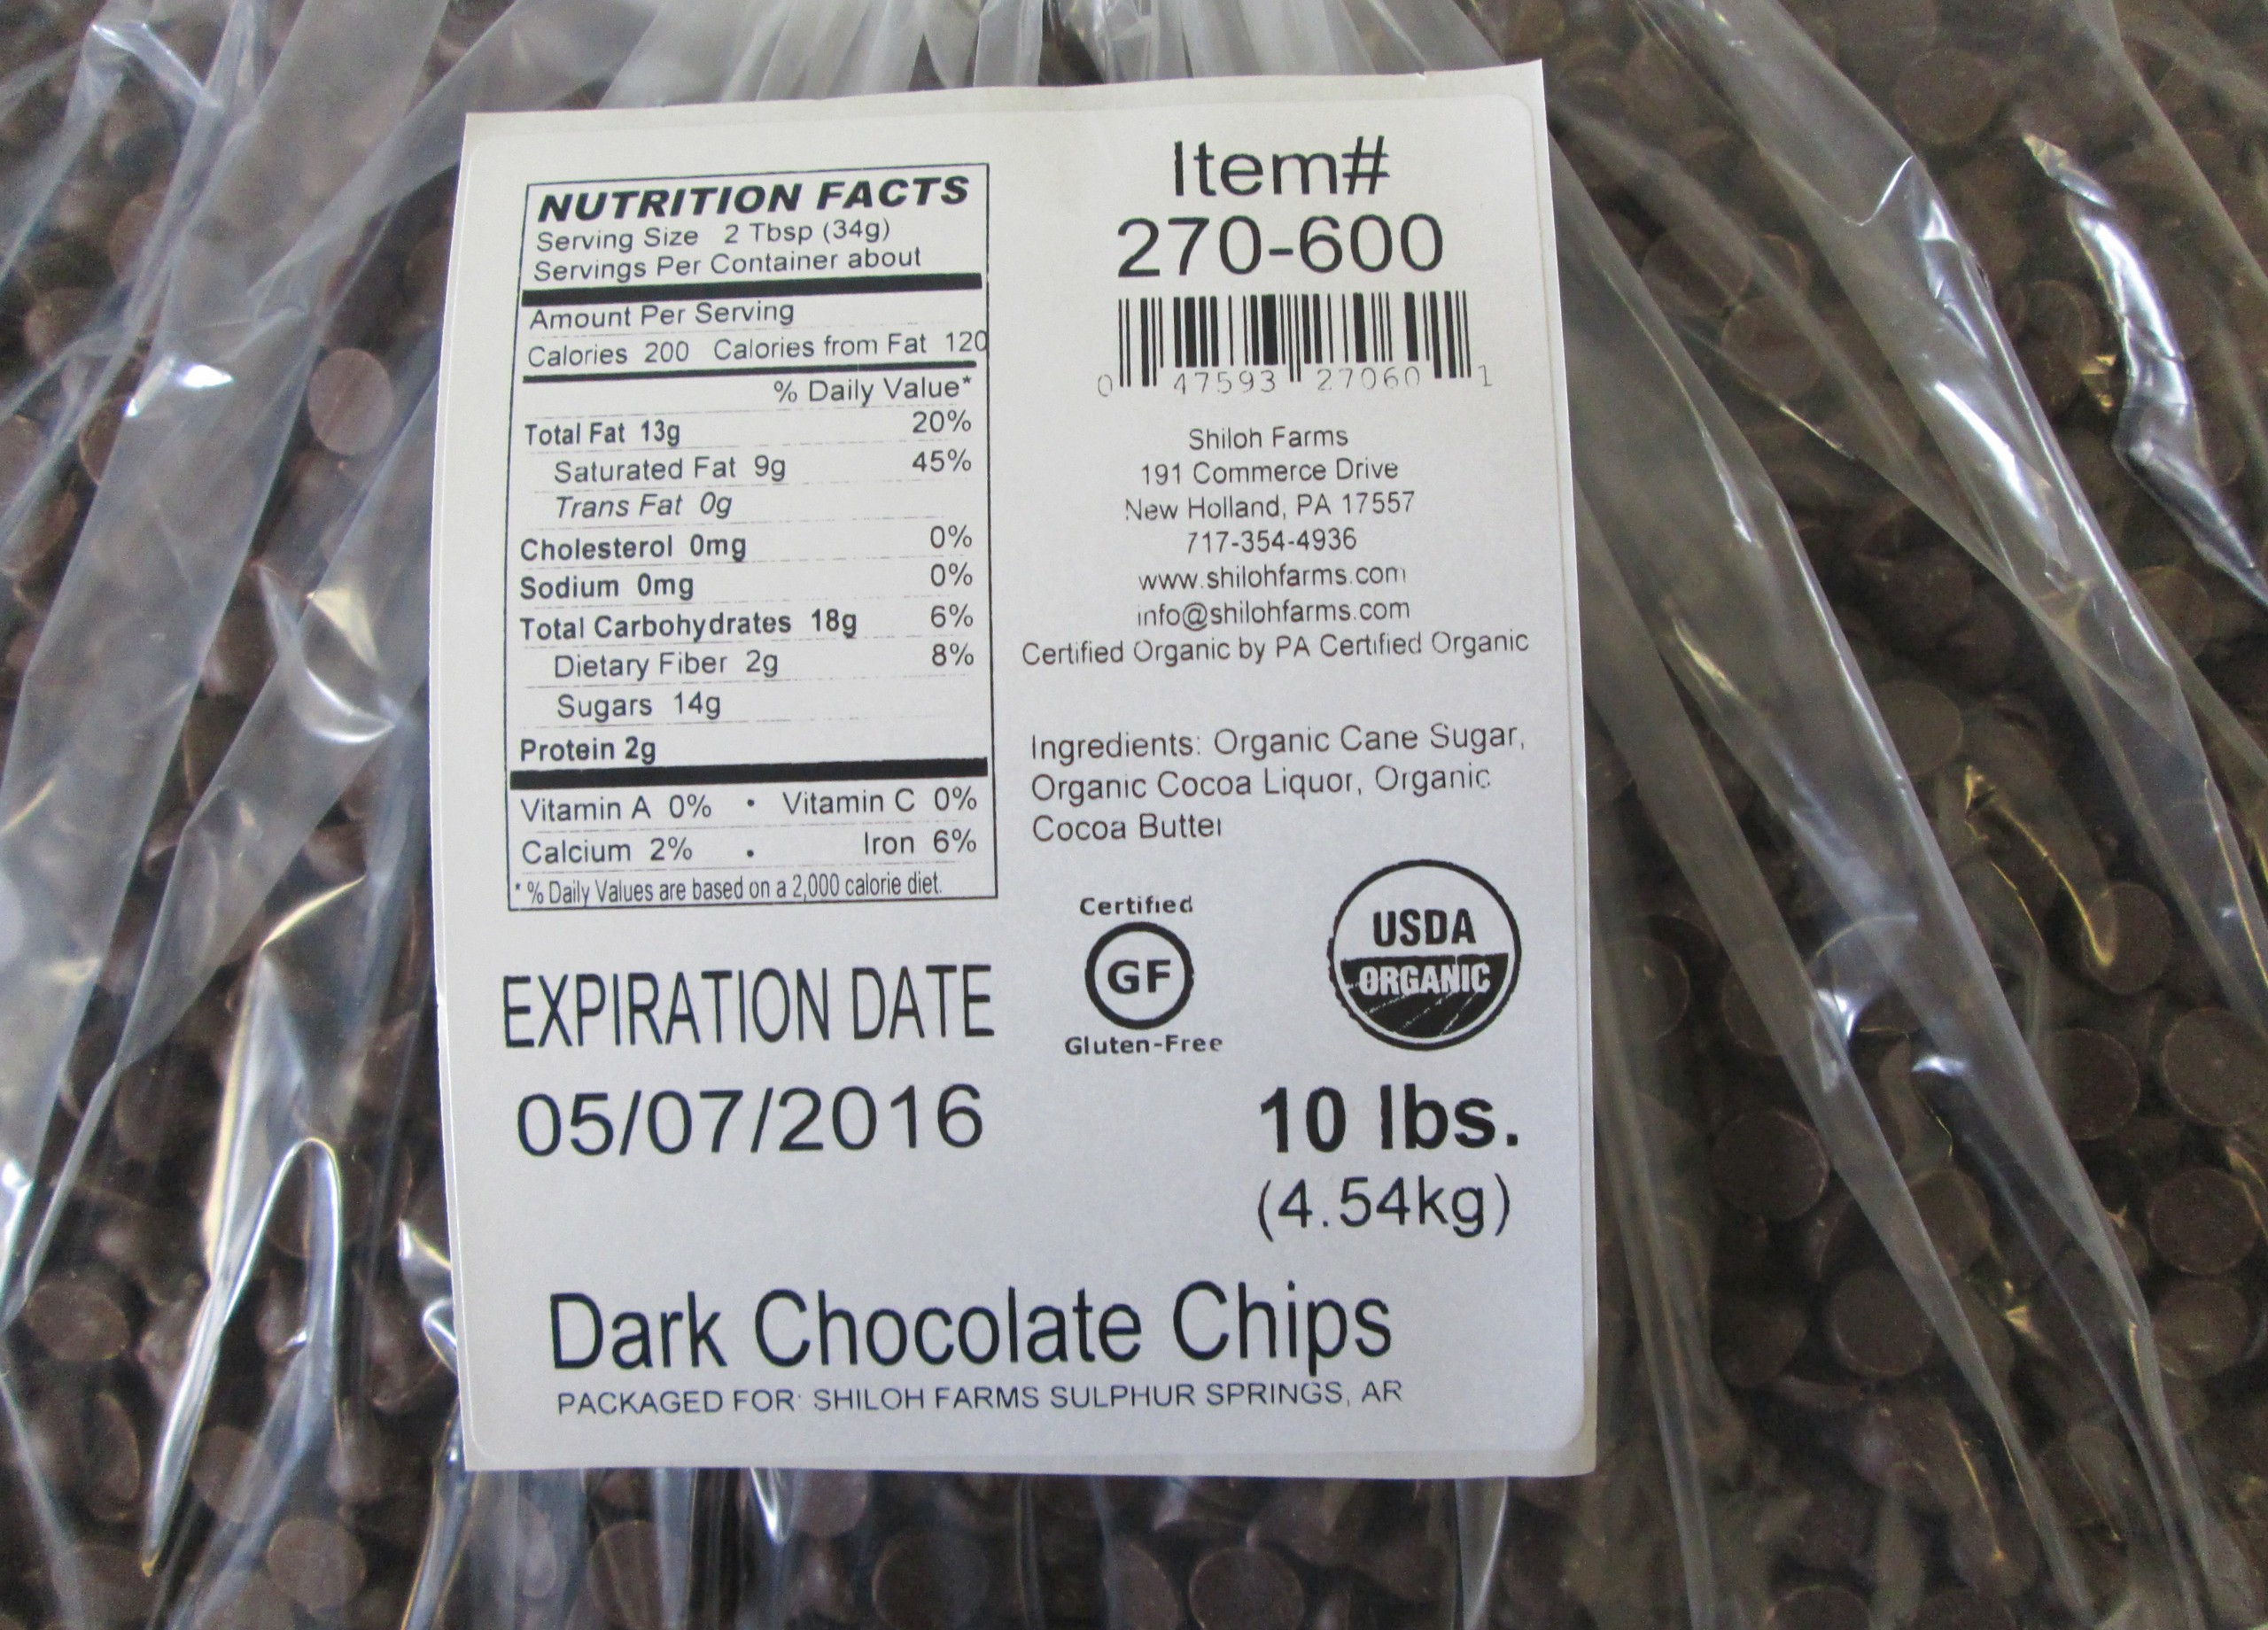 NUTRITION FACTS
Serving Size 2 Tbsp (34g)
Servings Per Container about
Amount Per Serving
Calories 200 Calories from Fat 120
% Daily Value*
Total Fat 13g 20%
Saturated Fat 9g 45%
Trans Fat 0g
Cholesterol 0mg 0%
Sodium 0mg 0%
Total Carbohydrates 18g 6%
Dietary Fiber 2g 8%
Sugars 14g
Protein 2g
Vitamin A 0% • Vitamin C 0%
Calcium 2% • Iron 6%
* % Daily Values are based on a 2,000 calorie diet.
EXPIRATION DATE
05/07/2016
Item#
270-600
0 47593 27060 1
Shiloh Farms
191 Commerce Drive
New Holland, PA 17557
717-354-4936
www.shilohfarms.com
info@shilohfarms.com
Certified Organic by PA Certified Organic
Ingredients: Organic Cane Sugar,
Organic Cocoa Liquor, Organic
Cocoa Butter
Certified
GF
Gluten-Free
USDA
ORGANIC
10 lbs.
(4.54kg)
Dark Chocolate Chips
PACKAGED FOR: SHILOH FARMS SULPHUR SPRINGS, AR